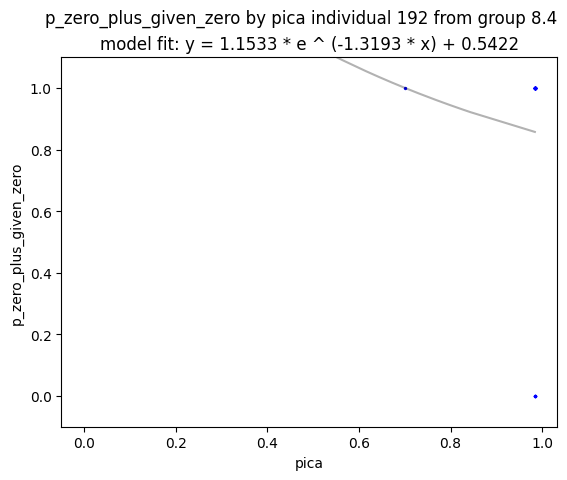 p_zero_plus_given_zero by pica individual 192 from group 8.4
model fit: y = 1.1533 * e ^ (-1.3193 * x) + 0.5422
1.0
0.8
0.6
0.4
0.2
0.0
p_zero_plus_given_zero
0.0 0.2 0.4 0.6 0.8 1.0
pica